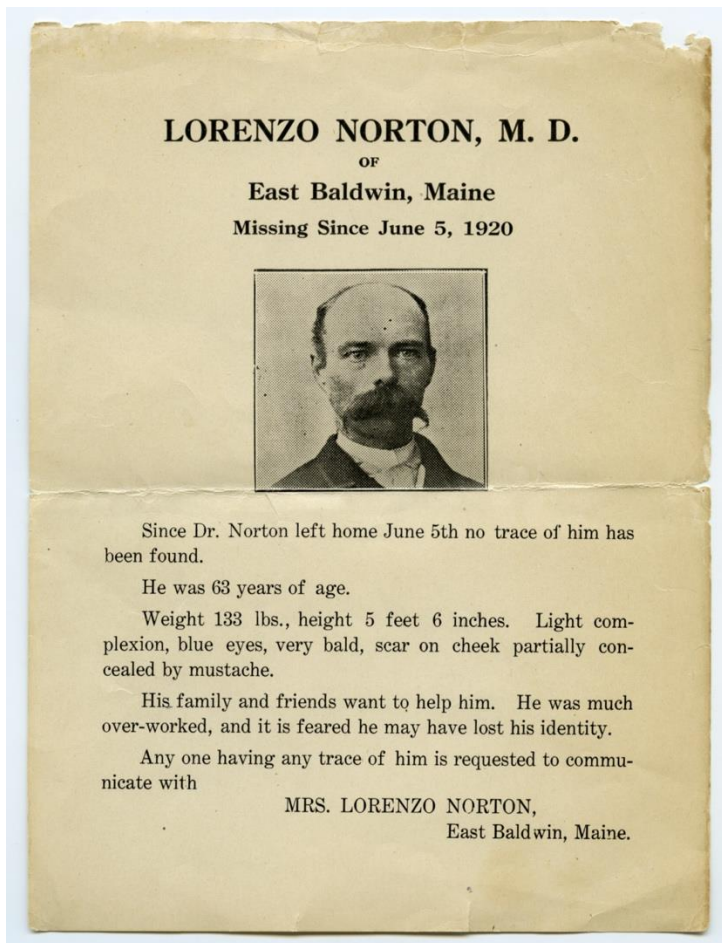 LORENZO NORTON, M. D.
OF
East Baldwin, Maine
Missing Since June 5, 1920
Since Dr. Norton left home June 5th no trace of him has
been found.
He was 63 years of age.
Weight 133 lbs., height 5 feet 6 inches. Light com-
plexion, blue eyes, very bald, scar on cheek partially con-
cealed by mustache.
His family and friends want to help him. He was much
over-worked, and it is feared he may have lost his identity.
Any one having any trace of him is requested to commu-
nicate with
MRS. LORENZO NORTON,
East Baldwin, Maine.